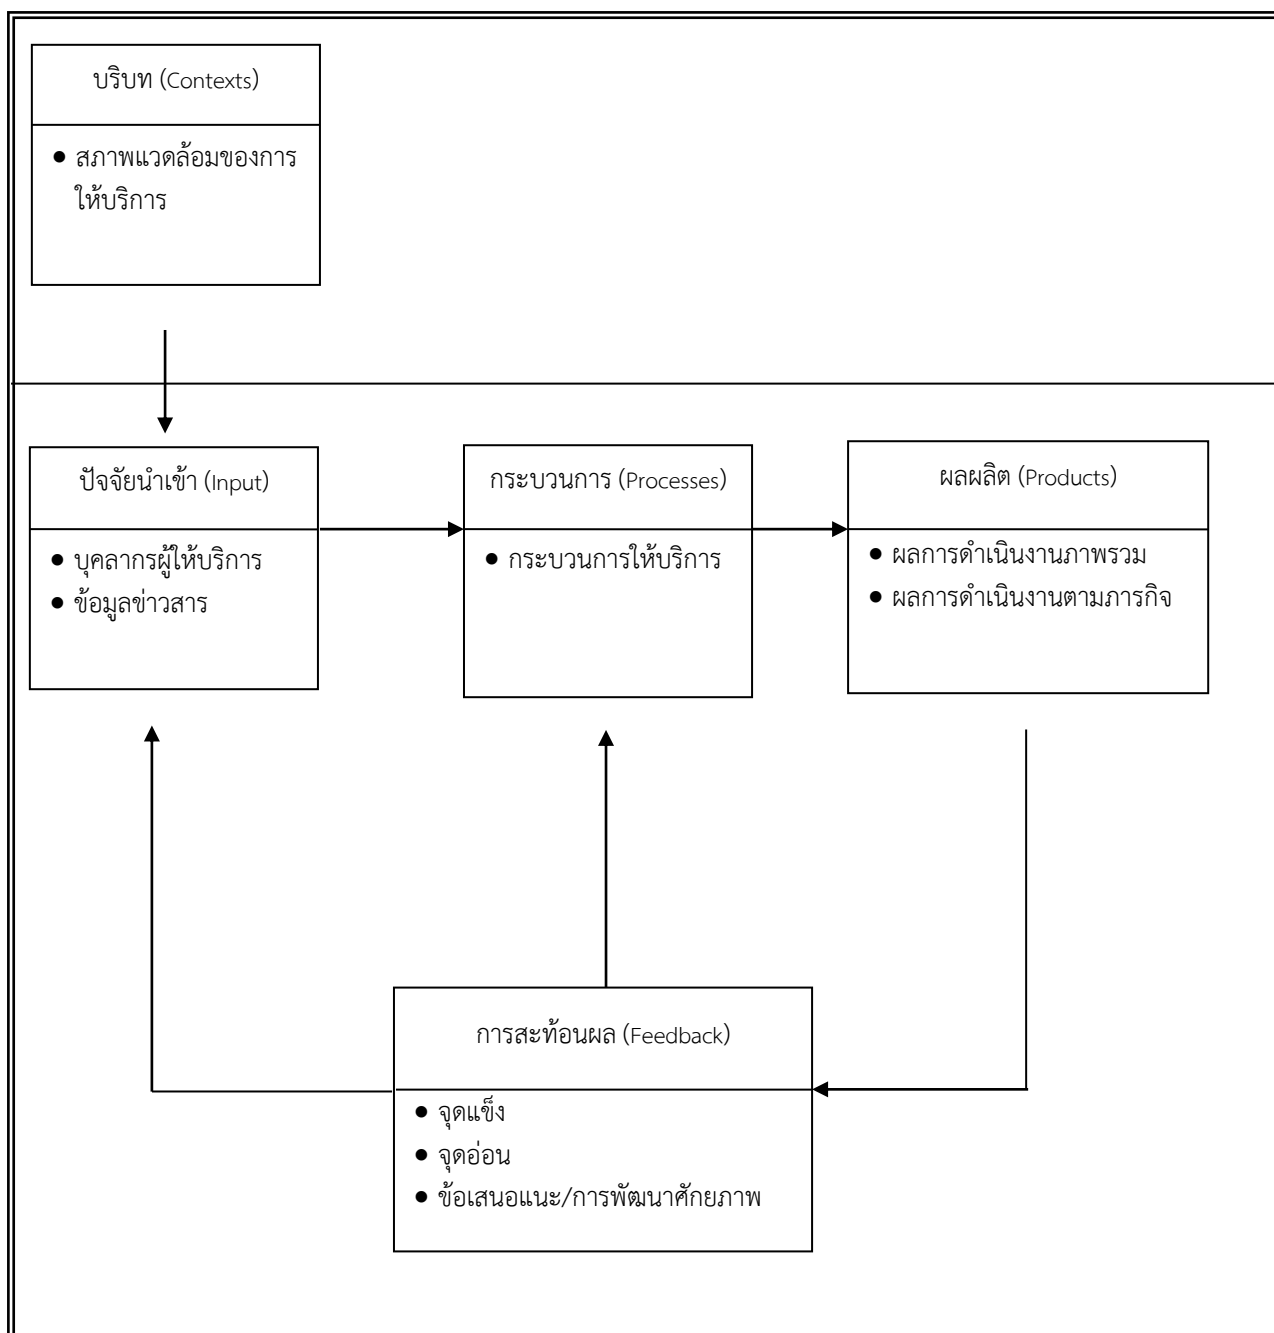 บริบท (Contexts)
● สภาพแวดล้อมของการ
ให้บริการ
ปัจจัยนำเข้า (Input)
● บุคลากรผู้ให้บริการ
● ข้อมูลข่าวสาร
กระบวนการ (Processes)
● กระบวนการให้บริการ
ผลผลิต (Products)
● ผลการดำเนินงานภาพรวม
● ผลการดำเนินงานตามภารกิจ
การสะท้อนผล (Feedback)
● จุดแข็ง
● จุดอ่อน
● ข้อเสนอแนะ/การพัฒนาศักยภาพ